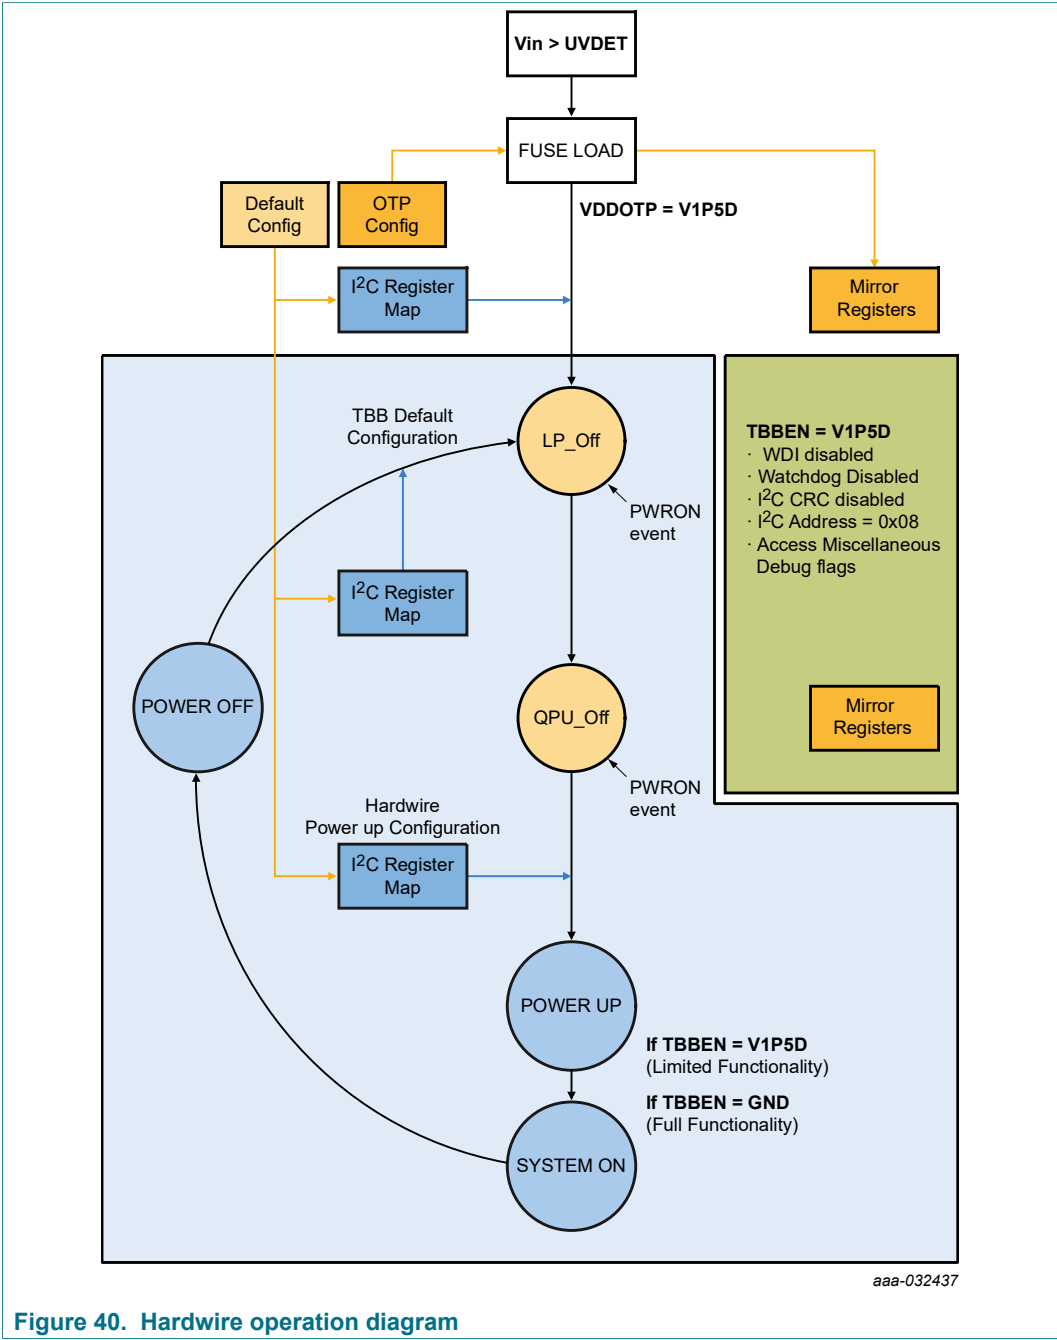 Vin > UVDET
FUSE LOAD
VDDOTP = V1P5D
Default
Config
OTP
Config
I2C Register
Map
Mirror
Registers
TBB Default
Configuration
LP_Off
PWRON
event
TBBEN = V1P5D
· WDI disabled
· Watchdog Disabled
· I2C CRC disabled
· I2C Address = 0x08
· Access Miscellaneous
Debug flags
I2C Register
Map
POWER OFF
QPU_Off
Mirror
Registers
PWRON
event
Hardwire
Power up Configuration
I2C Register
Map
POWER UP
If TBBEN = V1P5D
(Limited Functionality)
If TBBEN = GND
(Full Functionality)
SYSTEM ON
aaa-032437
Figure 40. Hardwire operation diagram